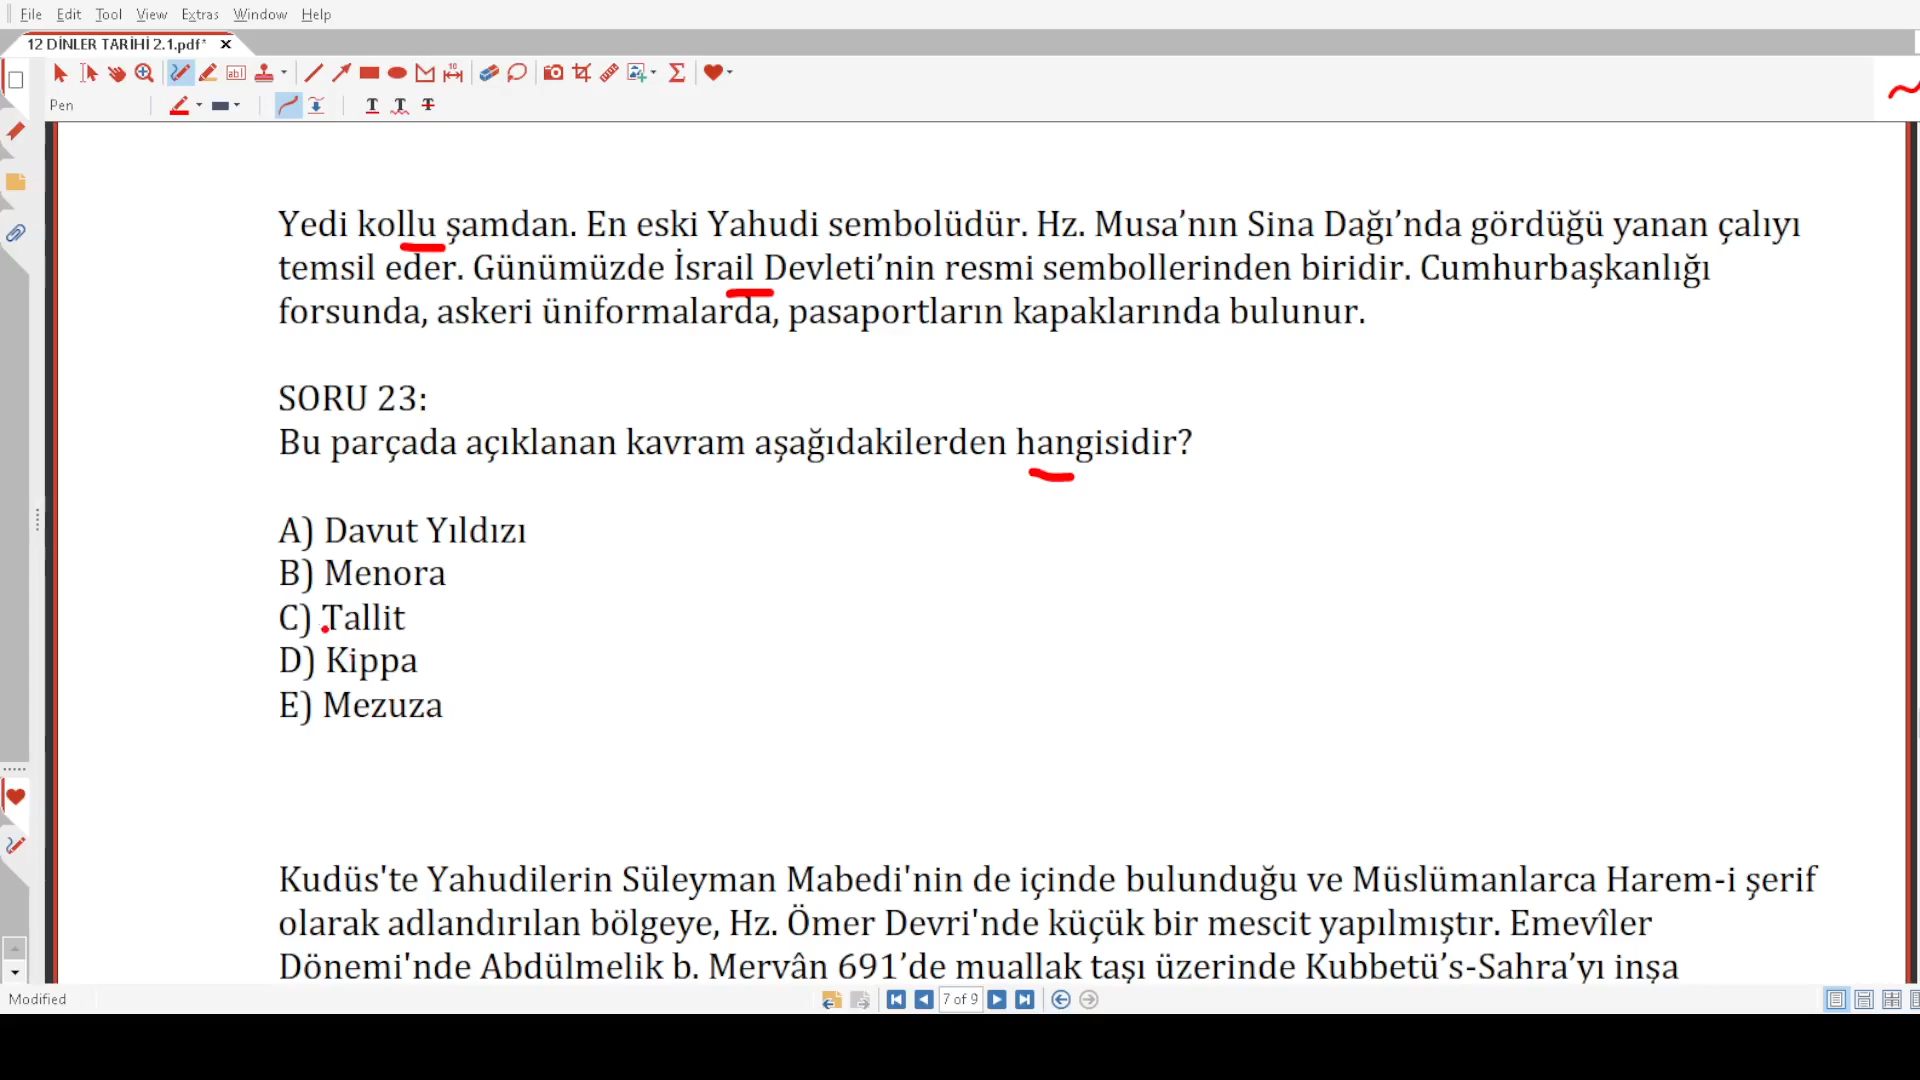 File Edit Tool View Extras Window Help
12 DİNLER TARİHİ 2.1.pdf*
Pen
Yedi kollu şamdan. En eski Yahudi sembolüdür. Hz. Musa’nın Sina Dağı’nda gördüğü yanan çalıyı
temsil eder. Günümüzde İsrail Devleti’nin resmi sembollerinden biridir. Cumhurbaşkanlığı
forsunda, askeri üniformalarda, pasaportların kapaklarında bulunur.
SORU 23:
Bu parçada açıklanan kavram aşağıdakilerden hangisidir?
A) Davut Yıldızı
B) Menora
C) Tallit
D) Kippa
E) Mezuza
Kudüs'te Yahudilerin Süleyman Mabedi'nin de içinde bulunduğu ve Müslümanlarca Harem-i şerif
olarak adlandırılan bölgeye, Hz. Ömer Devri'nde küçük bir mescit yapılmıştır. Emevîler
Dönemi'nde Abdülmelik b. Mervân 691’de muallak taşı üzerinde Kubbetü’s-Sahra’yı inşa
Modified
7 of 9